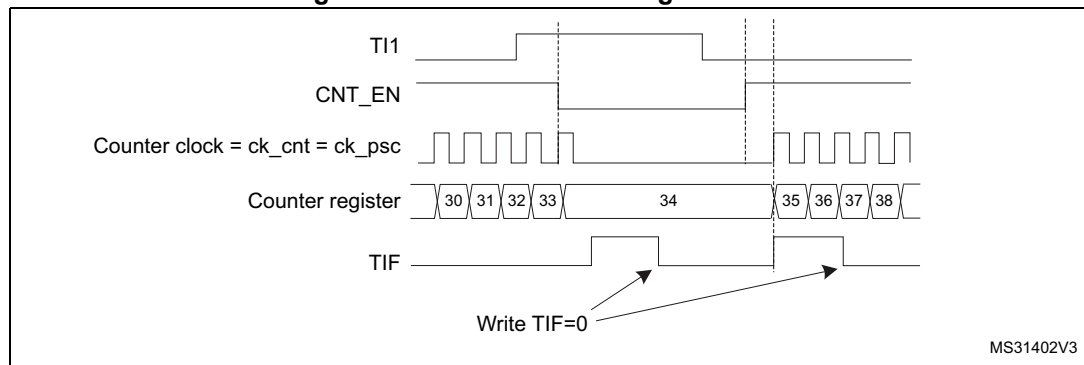 TI1
CNT_EN
Counter clock = ck_cnt = ck_psc
Counter register 30 31 32 33 34 35 36 37 38
TIF
Write TIF=0
MS31402V3